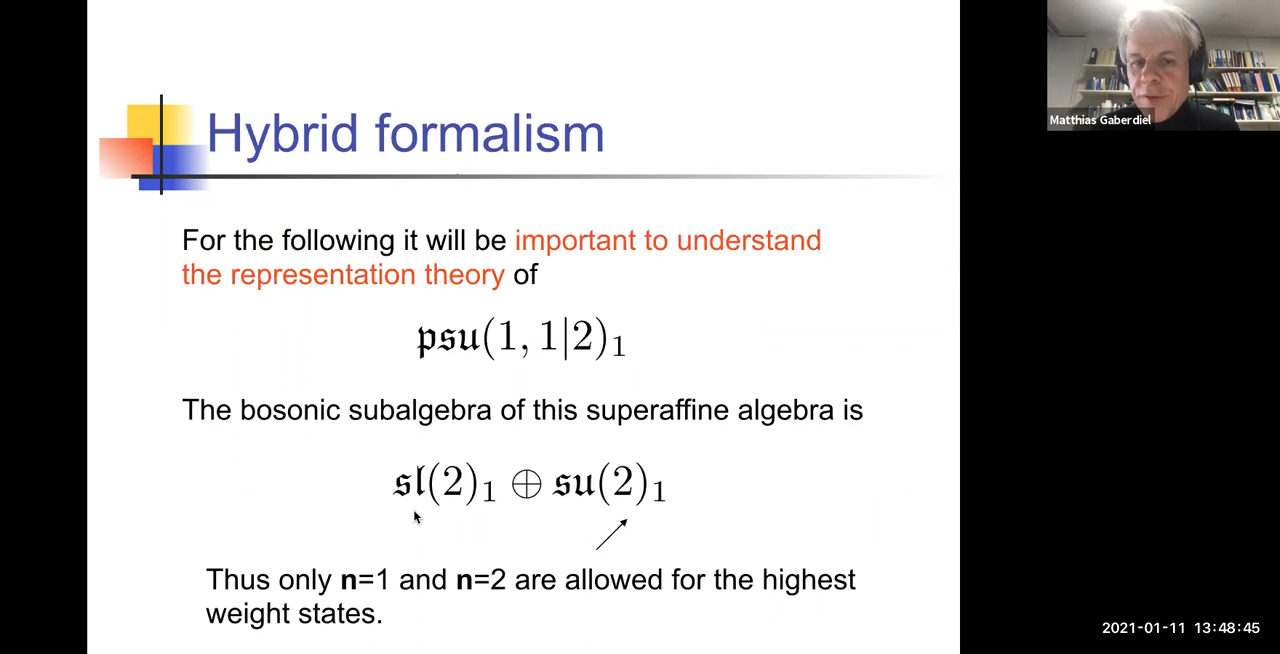 Hybrid formalism
For the following it will be important to understand
the representation theory of
𝔭𝔰𝔲(1, 1|2)₁
The bosonic subalgebra of this superaffine algebra is
𝔰𝔩(2)₁ ⊕ 𝔰𝔲(2)₁
Thus only n=1 and n=2 are allowed for the highest
weight states.
Matthias Gaberdiel
2021-01-11 13:48:45